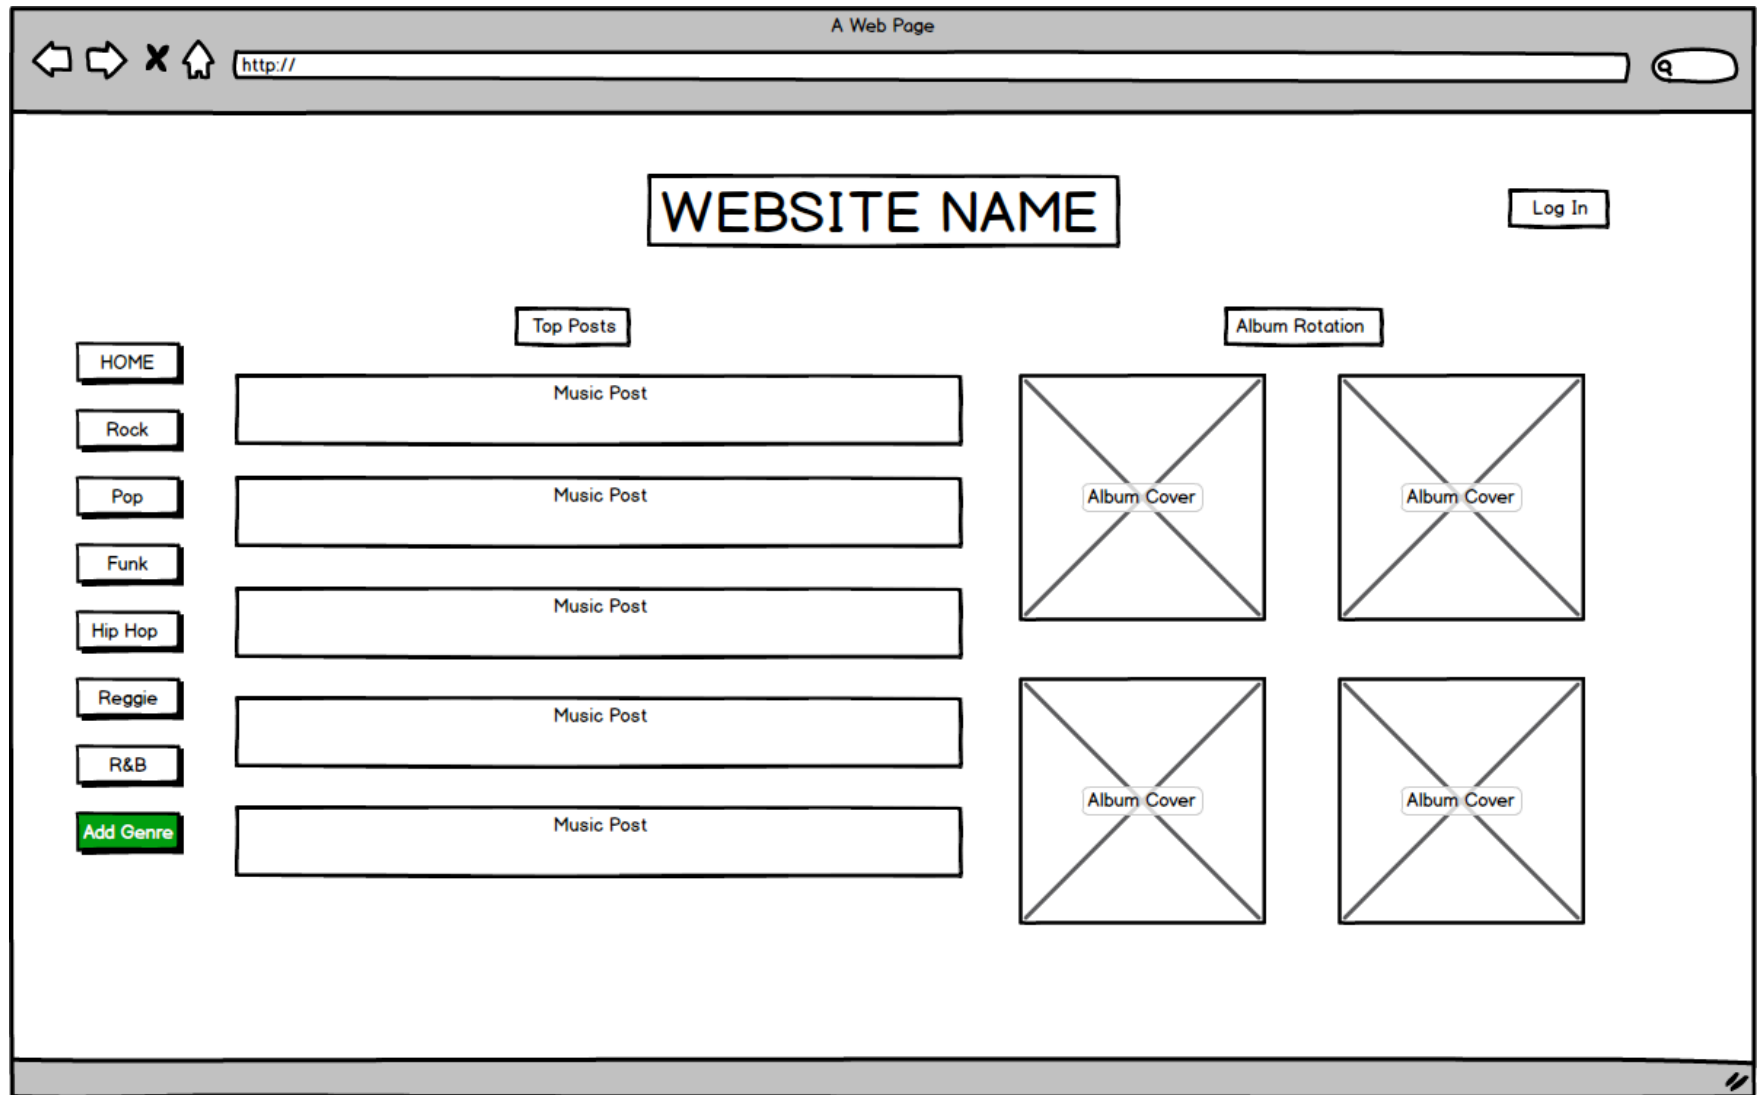 A Web Page
http://
WEBSITE NAME
Log In
HOME
Rock
Pop
Funk
Hip Hop
Reggie
R&B
Add Genre
Top Posts
Music Post
Music Post
Music Post
Music Post
Music Post
Album Rotation
Album Cover
Album Cover
Album Cover
Album Cover